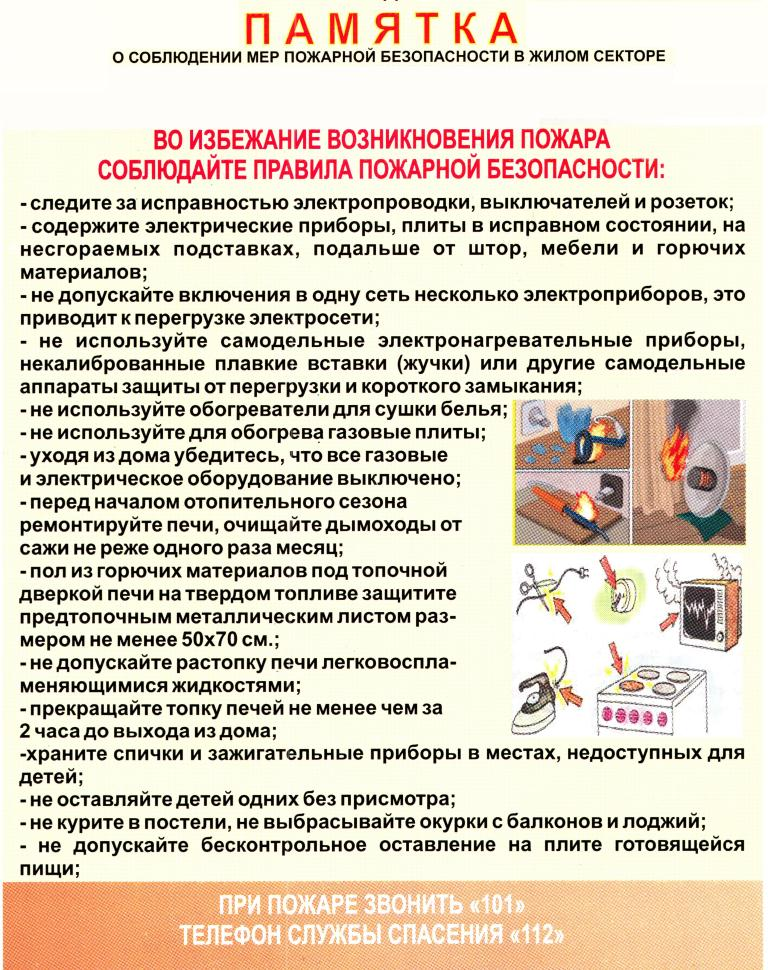 ПАМЯТКА
О СОБЛЮДЕНИИ МЕР ПОЖАРНОЙ БЕЗОПАСНОСТИ В ЖИЛОМ СЕКТОРЕ
ВО ИЗБЕЖАНИЕ ВОЗНИКНОВЕНИЯ ПОЖАРА
СОБЛЮДАЙТЕ ПРАВИЛА ПОЖАРНОЙ БЕЗОПАСНОСТИ:
- следите за исправностью электропроводки, выключателей и розеток;
- содержите электрические приборы, плиты в исправном состоянии, на
несгораемых подставках, подальше от штор, мебели и горючих
материалов;
- не допускайте включения в одну сеть несколько электроприборов, это
приводит к перегрузке электросети;
- не используйте самодельные электронагревательные приборы,
некалиброванные плавкие вставки (жучки) или другие самодельные
аппараты защиты от перегрузки и короткого замыкания;
- не используйте обогреватели для сушки белья;
- не используйте для обогрева газовые плиты;
- уходя из дома убедитесь, что все газовые
и электрическое оборудование выключено;
- перед началом отопительного сезона
ремонтируйте печи, очищайте дымоходы от
сажи не реже одного раза месяц;
- пол из горючих материалов под топочной
дверкой печи на твердом топливе защитите
предтопочным металлическим листом раз-
мером не менее 50х70 см.;
- не допускайте растопку печи легковоспла-
меняющимися жидкостями;
- прекращайте топку печей не менее чем за
2 часа до выхода из дома;
-храните спички и зажигательные приборы в местах, недоступных для
детей;
- не оставляйте детей одних без присмотра;
- не курите в постели, не выбрасывайте окурки с балконов и лоджий;
- не допускайте бесконтрольное оставление на плите готовящейся
пищи;
ПРИ ПОЖАРЕ ЗВОНИТЬ «101»
ТЕЛЕФОН СЛУЖБЫ СПАСЕНИЯ «112»